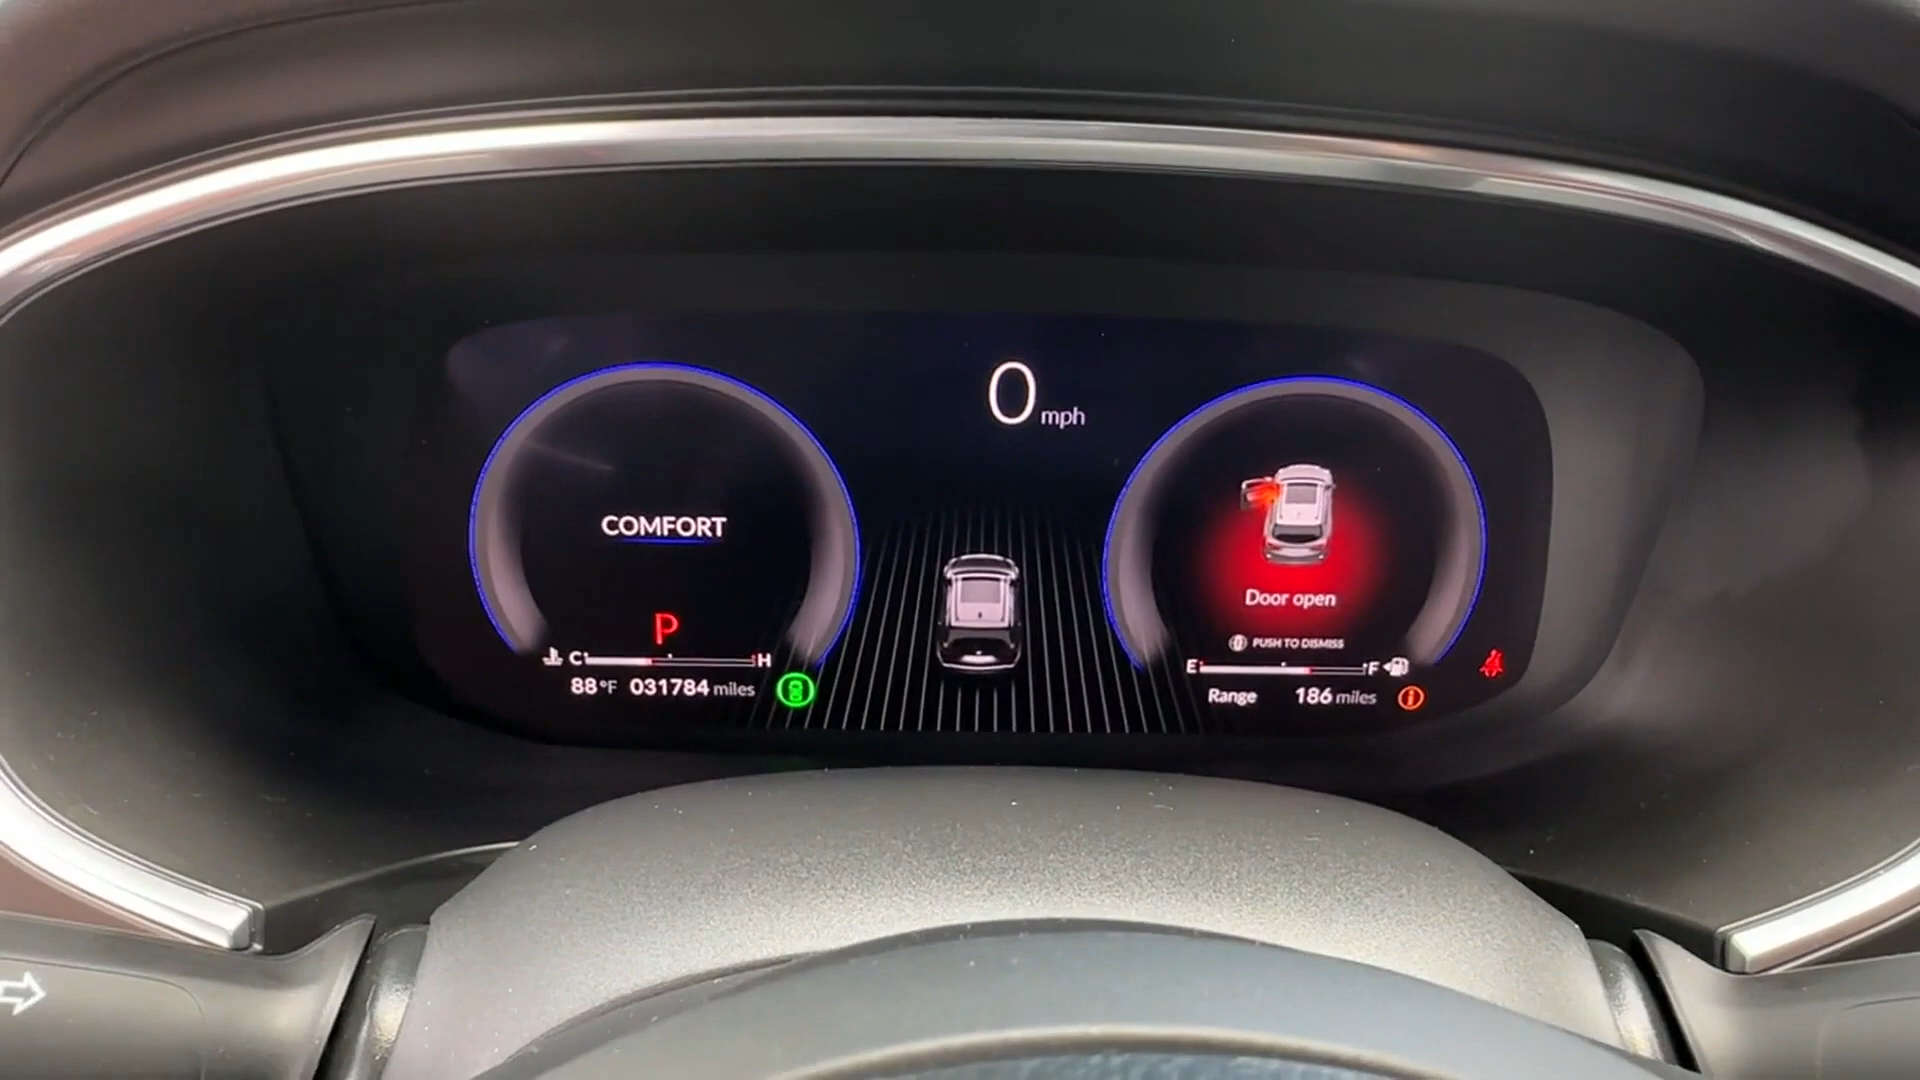 0 mph
COMFORT
P
C H
88°F 031784 miles
Door open
PUSH TO DISMISS
E F
Range 186 miles